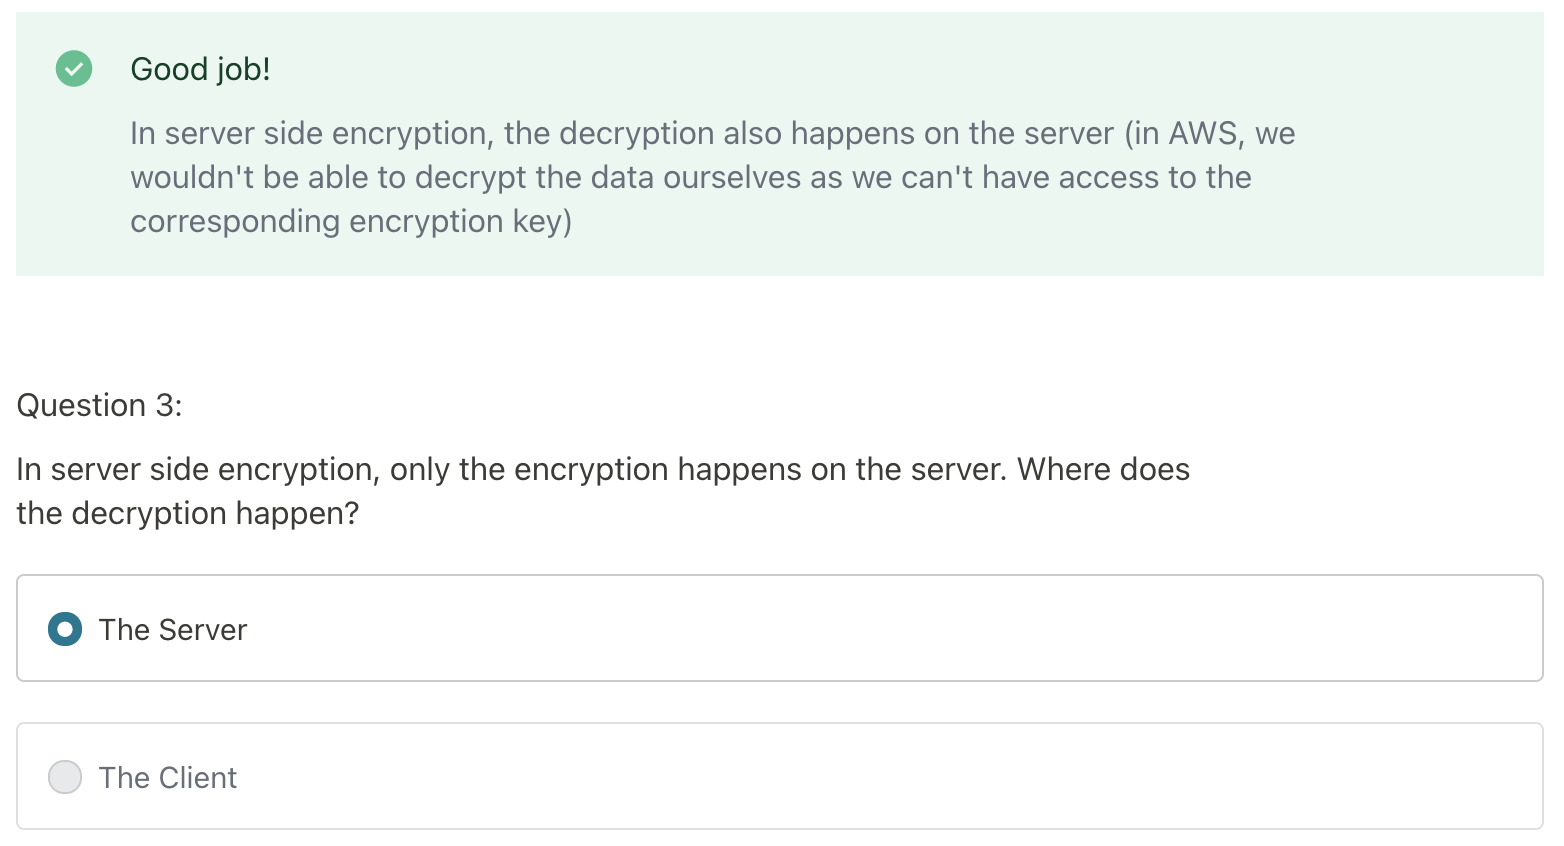 Good job!
In server side encryption, the decryption also happens on the server (in AWS, we
wouldn't be able to decrypt the data ourselves as we can't have access to the
corresponding encryption key)
Question 3:
In server side encryption, only the encryption happens on the server. Where does
the decryption happen?
The Server
The Client